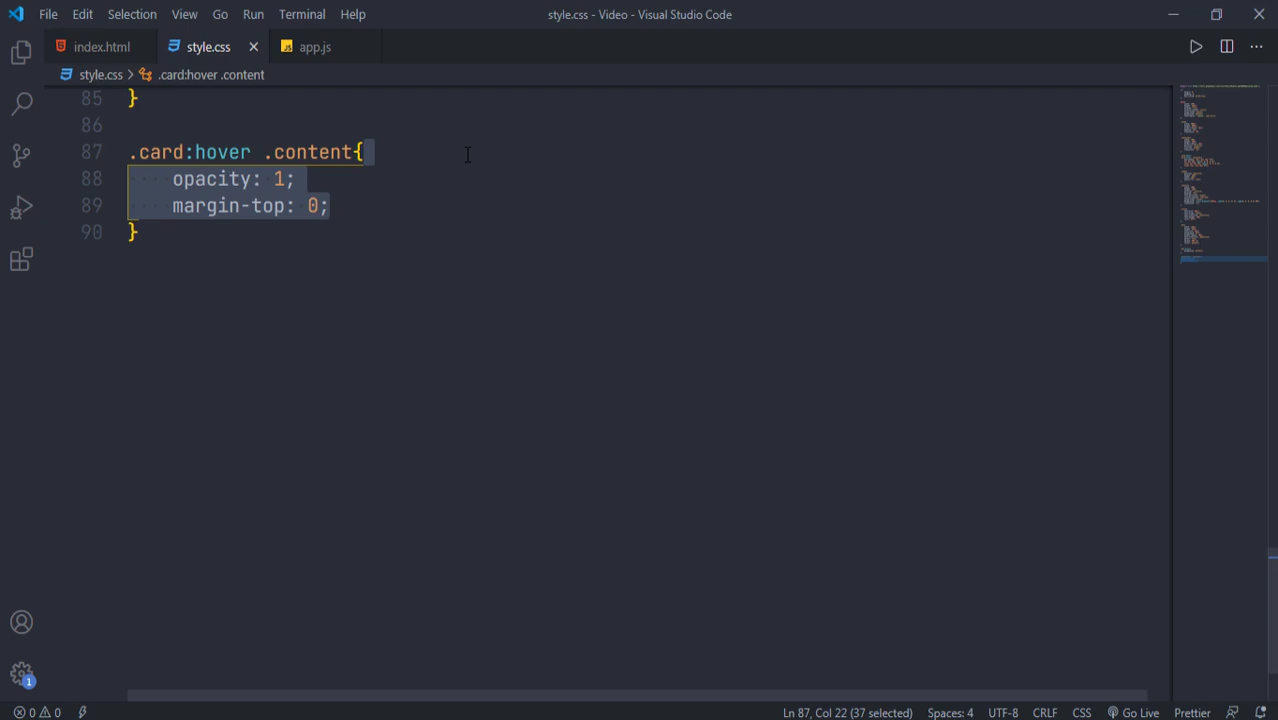 File Edit Selection View Go Run Terminal Help style.css - Video - Visual Studio Code
index.html style.css app.js
style.css .card:hover .content
85 }
86
87 .card:hover .content{
88 opacity: 1;
89 margin-top: 0;
90 }
1
0 0 Ln 87, Col 22 (37 selected) Spaces: 4 UTF-8 CRLF CSS Go Live Prettier